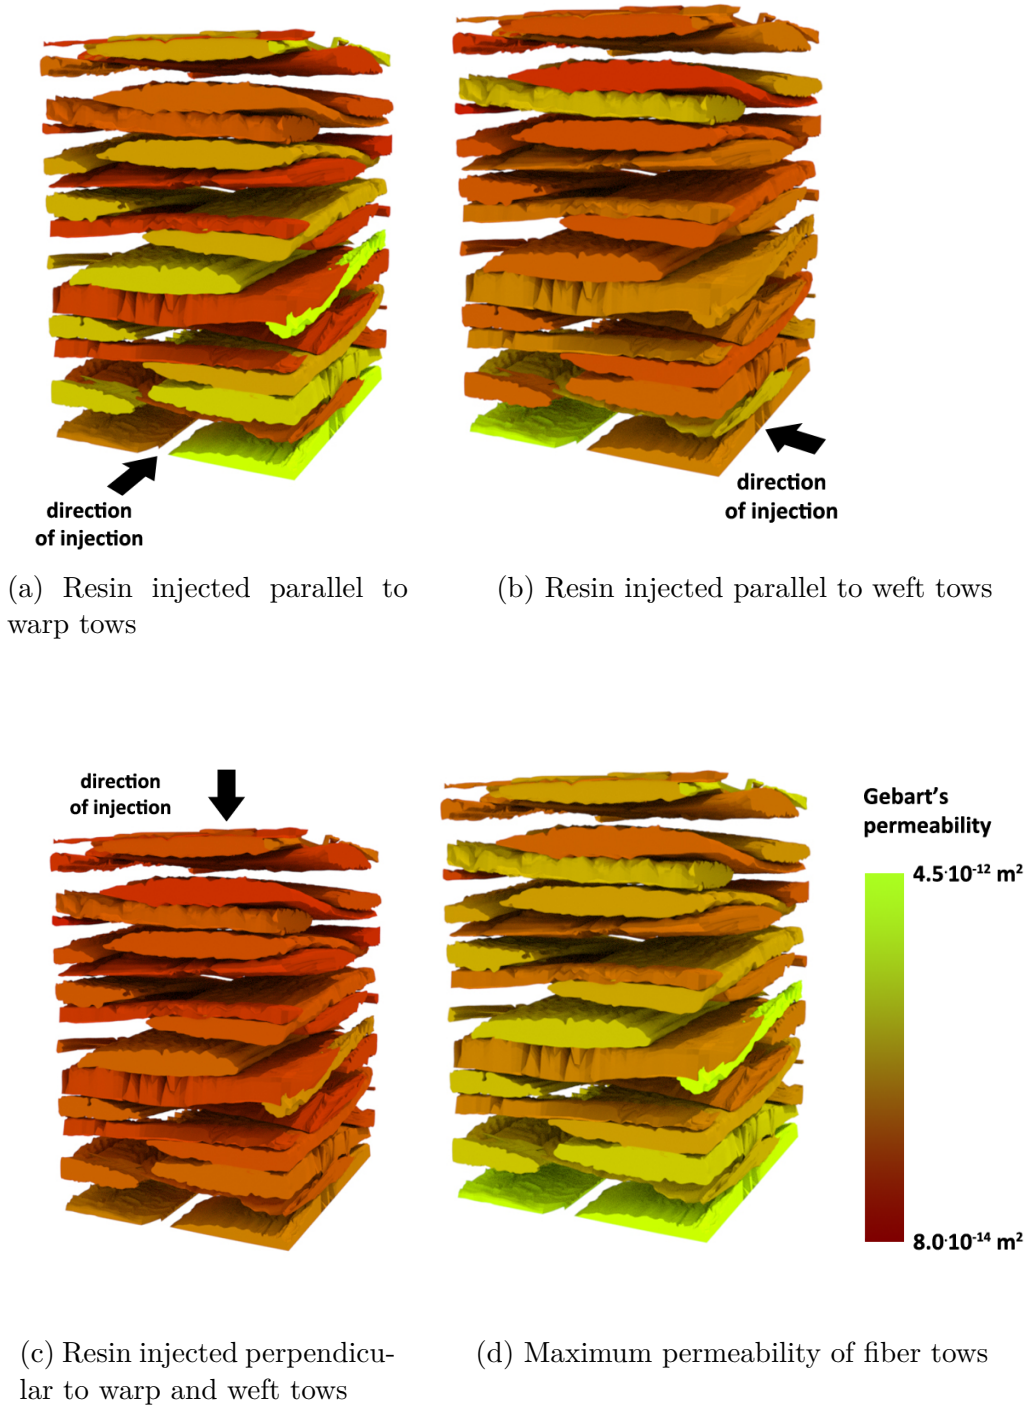 direction
of injection
direction
of injection
(a) Resin injected parallel to
warp tows
(b) Resin injected parallel to weft tows
direction
of injection
Gebart's
permeability
4.5·10⁻¹² m²
8.0·10⁻¹⁴ m²
(c) Resin injected perpendicu-
lar to warp and weft tows
(d) Maximum permeability of fiber tows